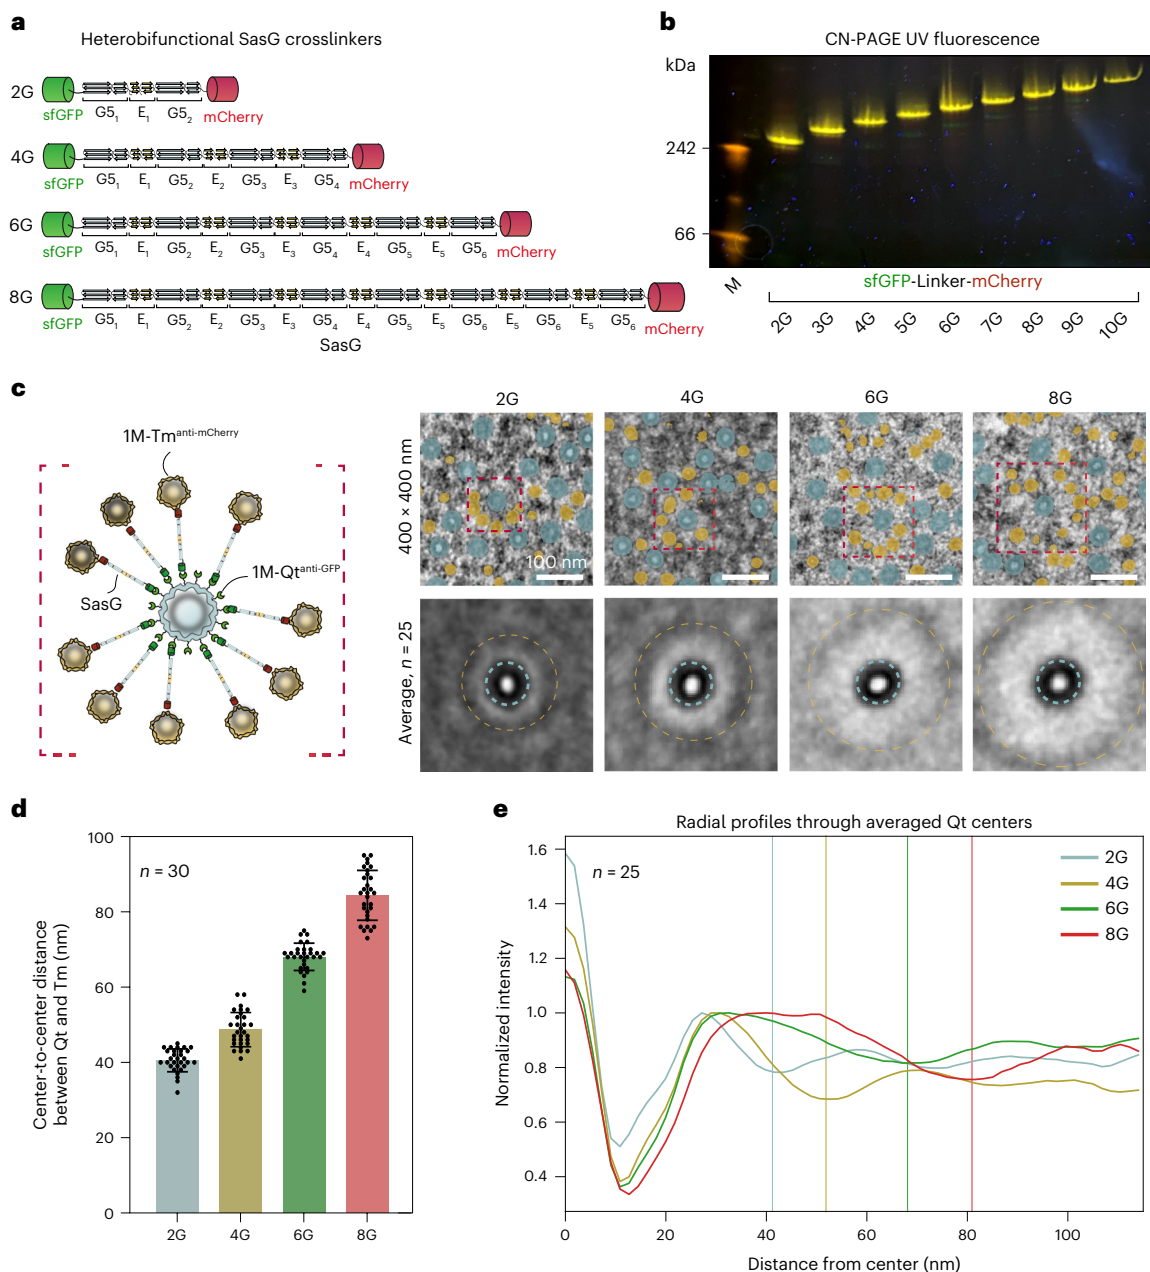 a
Heterobifunctional SasG crosslinkers
2G
sfGFP
G5₁ E₁ G5₂
mCherry
4G
sfGFP
G5₁ E₁ G5₂ E₂ G5₃ E₃ G5₄
mCherry
6G
sfGFP
G5₁ E₁ G5₂ E₂ G5₃ E₃ G5₄ E₄ G5₅ E₅ G5₆
mCherry
8G
sfGFP
G5₁ E₁ G5₂ E₂ G5₃ E₃ G5₄ E₄ G5₅ E₅ G5₆ E₅ G5₆ E₅ G5₆
mCherry
SasG
b
CN-PAGE UV fluorescence
kDa
242
66
M
sfGFP-Linker-mCherry
2G 3G 4G 5G 6G 7G 8G 9G 10G
c
1M-Tm^anti-mCherry
1M-Qt^anti-GFP
SasG
2G 4G 6G 8G
400 × 400 nm
100 nm
Average, n = 25
d
n = 30
Center-to-center distance
between Qt and Tm (nm)
100
80
60
40
20
0
2G 4G 6G 8G
e
Radial profiles through averaged Qt centers
n = 25
2G
4G
6G
8G
Normalized intensity
1.6
1.4
1.2
1.0
0.8
0.6
0.4
0 20 40 60 80 100
Distance from center (nm)